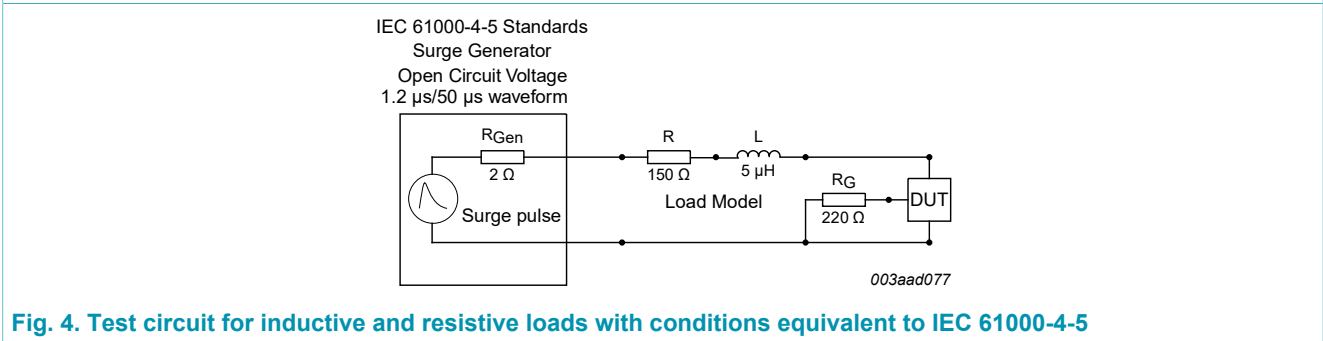 IEC 61000-4-5 Standards
Surge Generator
Open Circuit Voltage
1.2 µs/50 µs waveform
RGen
2 Ω
Surge pulse
R
150 Ω
L
5 µH
Load Model
RG
220 Ω
DUT
003aad077
Fig. 4. Test circuit for inductive and resistive loads with conditions equivalent to IEC 61000-4-5